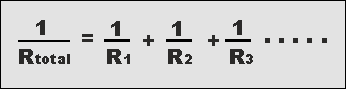 1/Rtotal = 1/R1 + 1/R2 + 1/R3 .....